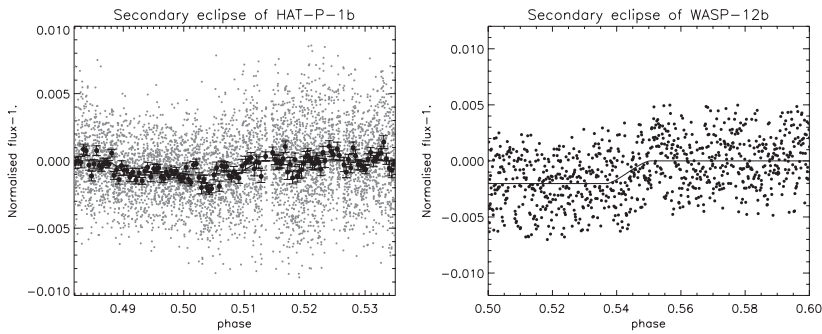 Secondary eclipse of HAT-P-1b
0.010
0.005
0.000
-0.005
-0.010
Normalised flux-1.
0.49 0.50 0.51 0.52 0.53
phase
Secondary eclipse of WASP-12b
0.010
0.005
0.000
-0.005
-0.010
Normalised flux-1.
0.50 0.52 0.54 0.56 0.58 0.60
phase